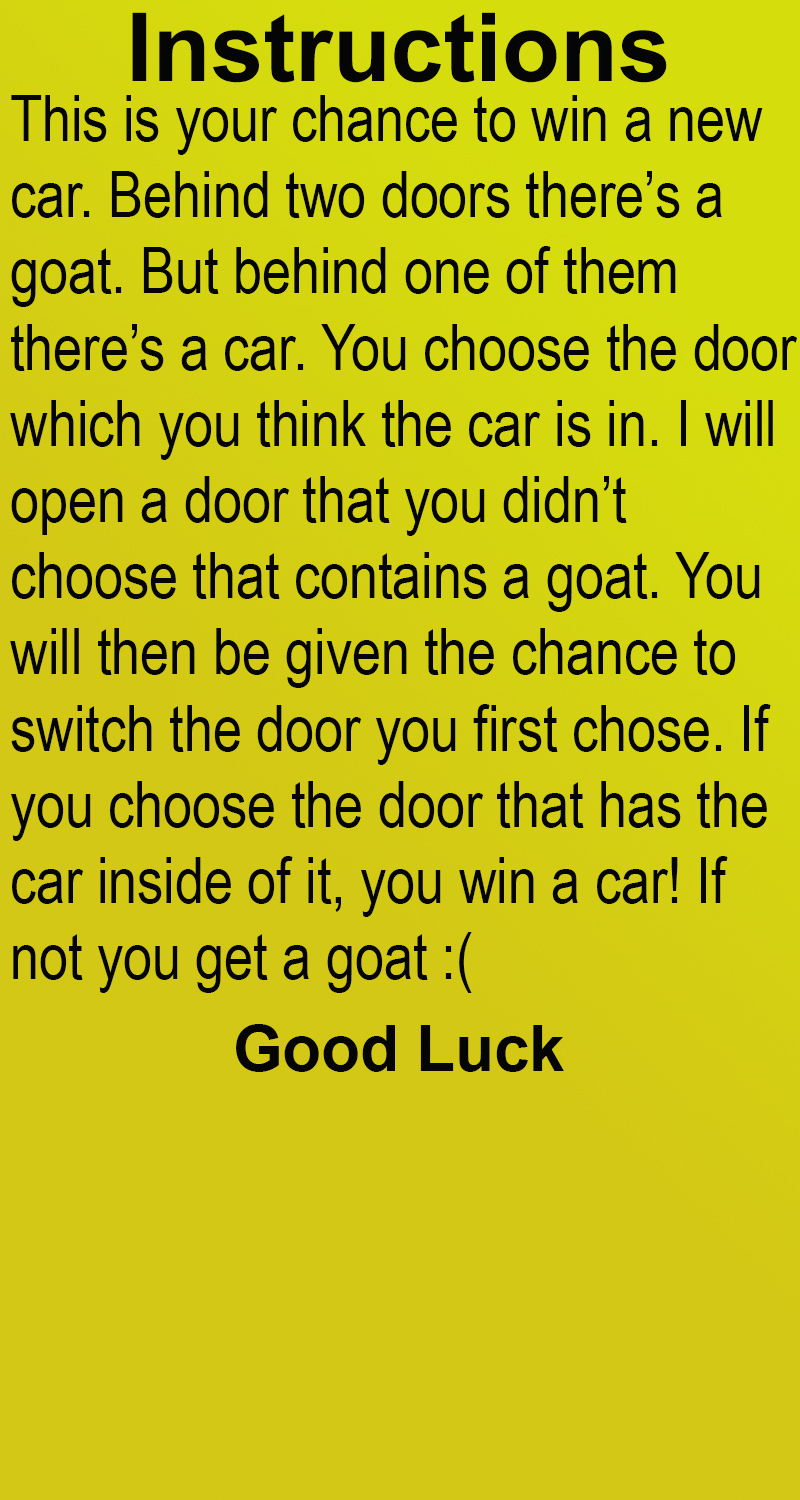 Instructions
This is your chance to win a new
car. Behind two doors there’s a
goat. But behind one of them
there’s a car. You choose the door
which you think the car is in. I will
open a door that you didn’t
choose that contains a goat. You
will then be given the chance to
switch the door you first chose. If
you choose the door that has the
car inside of it, you win a car! If
not you get a goat :(
Good Luck